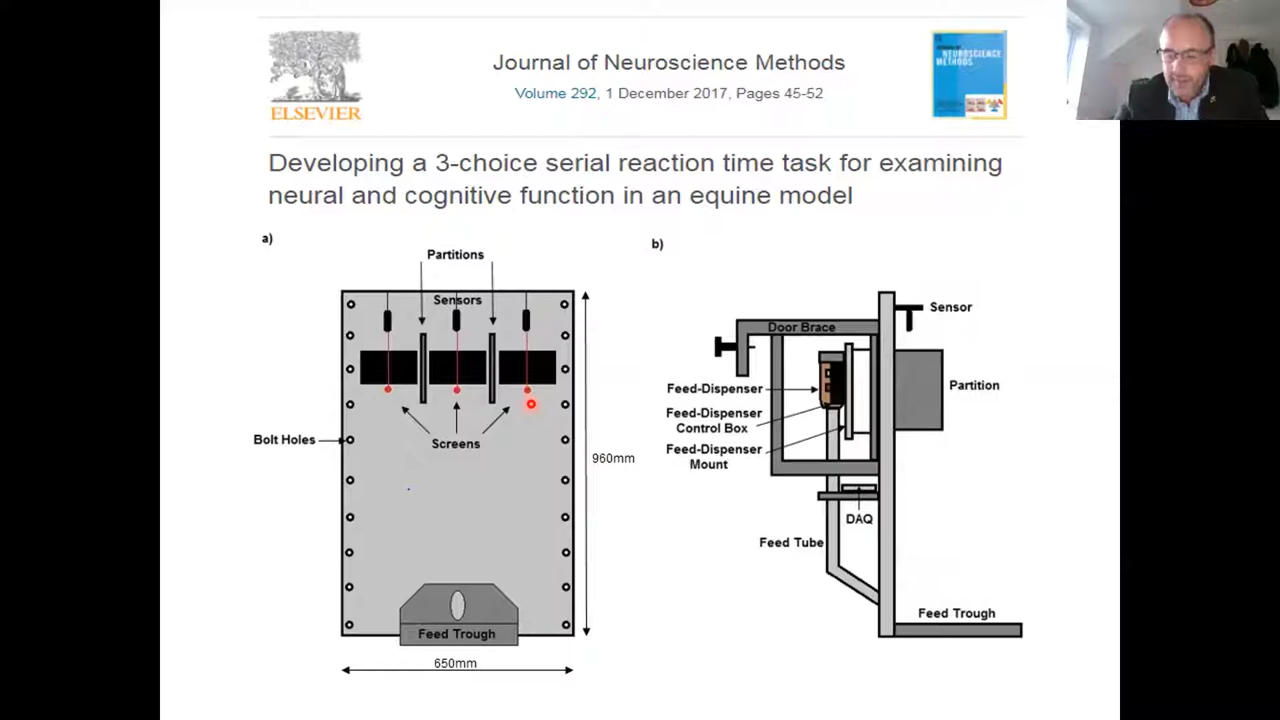 ELSEVIER
Journal of Neuroscience Methods
Volume 292, 1 December 2017, Pages 45-52
NEUROSCIENCE
METHODS
Developing a 3-choice serial reaction time task for examining
neural and cognitive function in an equine model
a)
Partitions
Sensors
Screens
Bolt Holes
960mm
Feed Trough
650mm
b)
Sensor
Door Brace
Feed-Dispenser
Partition
Feed-Dispenser
Control Box
Feed-Dispenser
Mount
DAQ
Feed Tube
Feed Trough